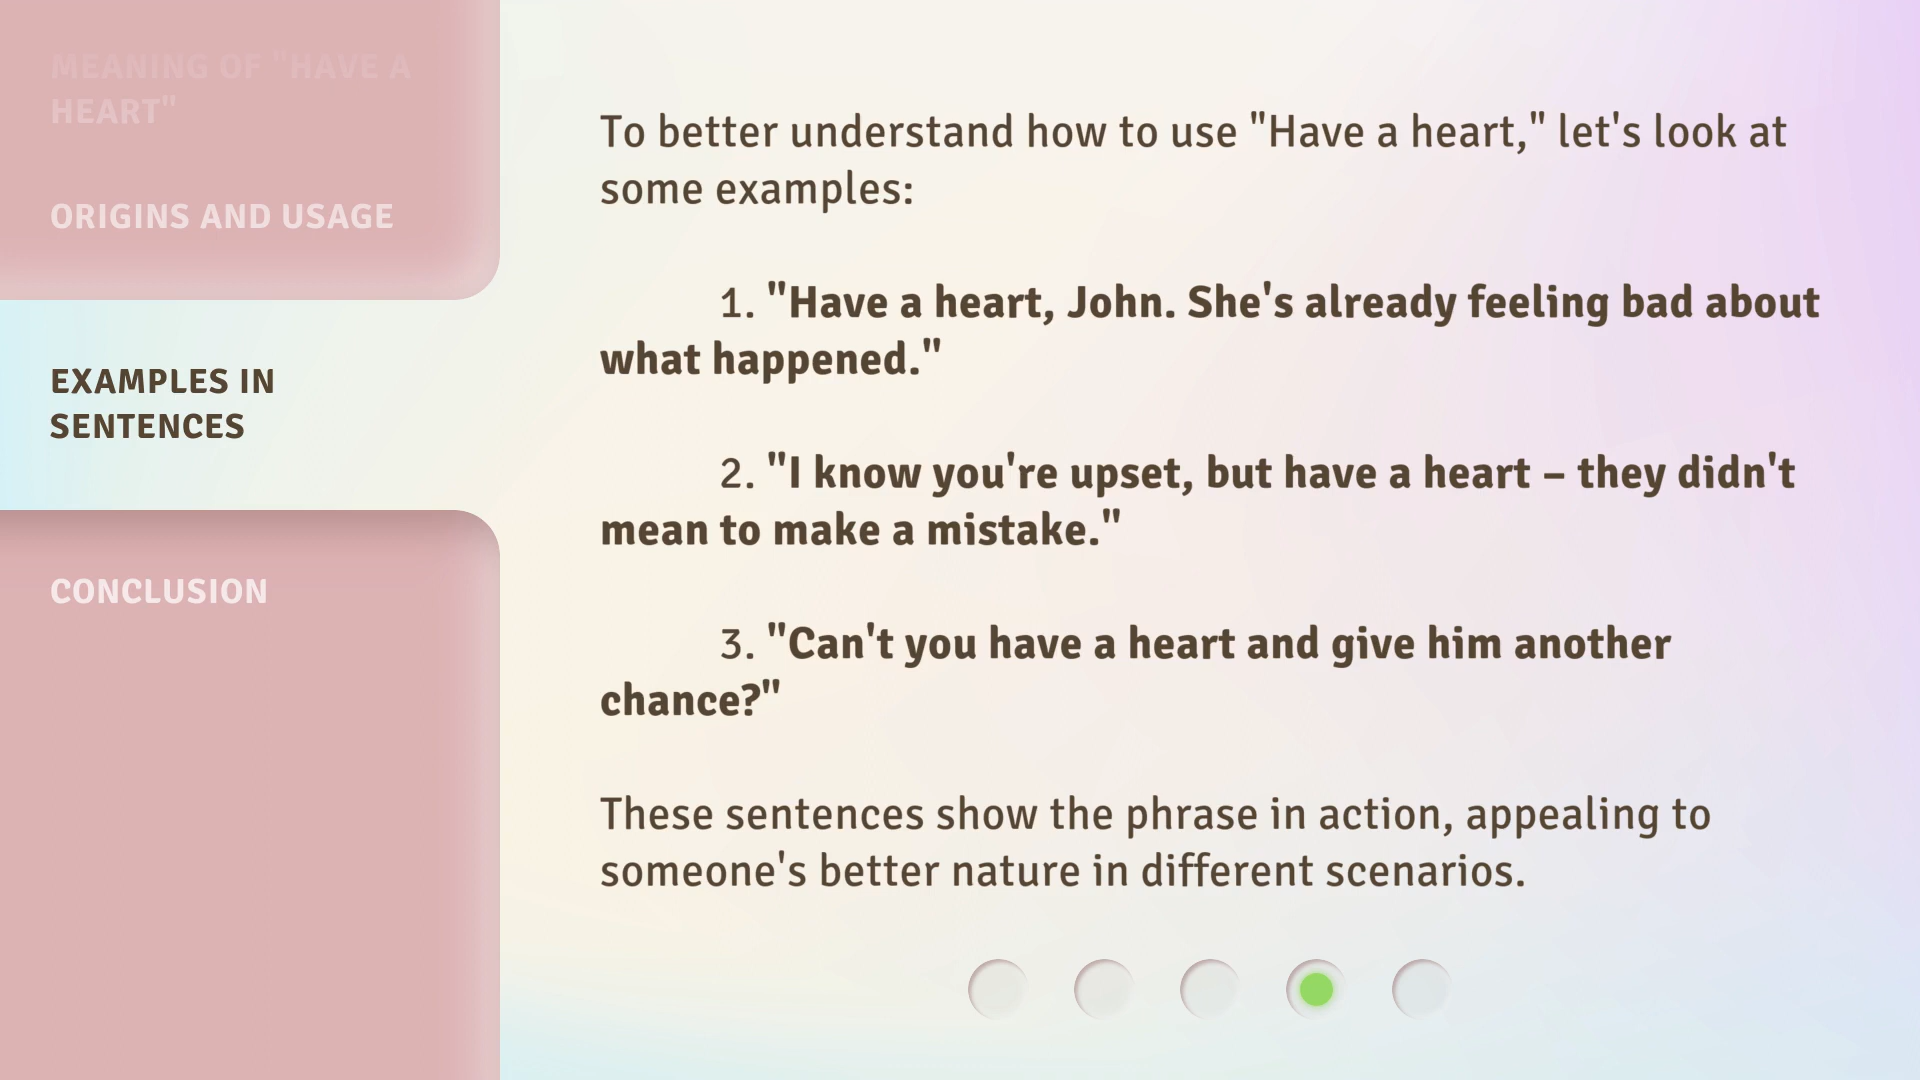 MEANING OF "HAVE A
HEART"
ORIGINS AND USAGE
EXAMPLES IN
SENTENCES
CONCLUSION
To better understand how to use "Have a heart," let's look at
some examples:
1. "Have a heart, John. She's already feeling bad about
what happened."
2. "I know you're upset, but have a heart – they didn't
mean to make a mistake."
3. "Can't you have a heart and give him another
chance?"
These sentences show the phrase in action, appealing to
someone's better nature in different scenarios.